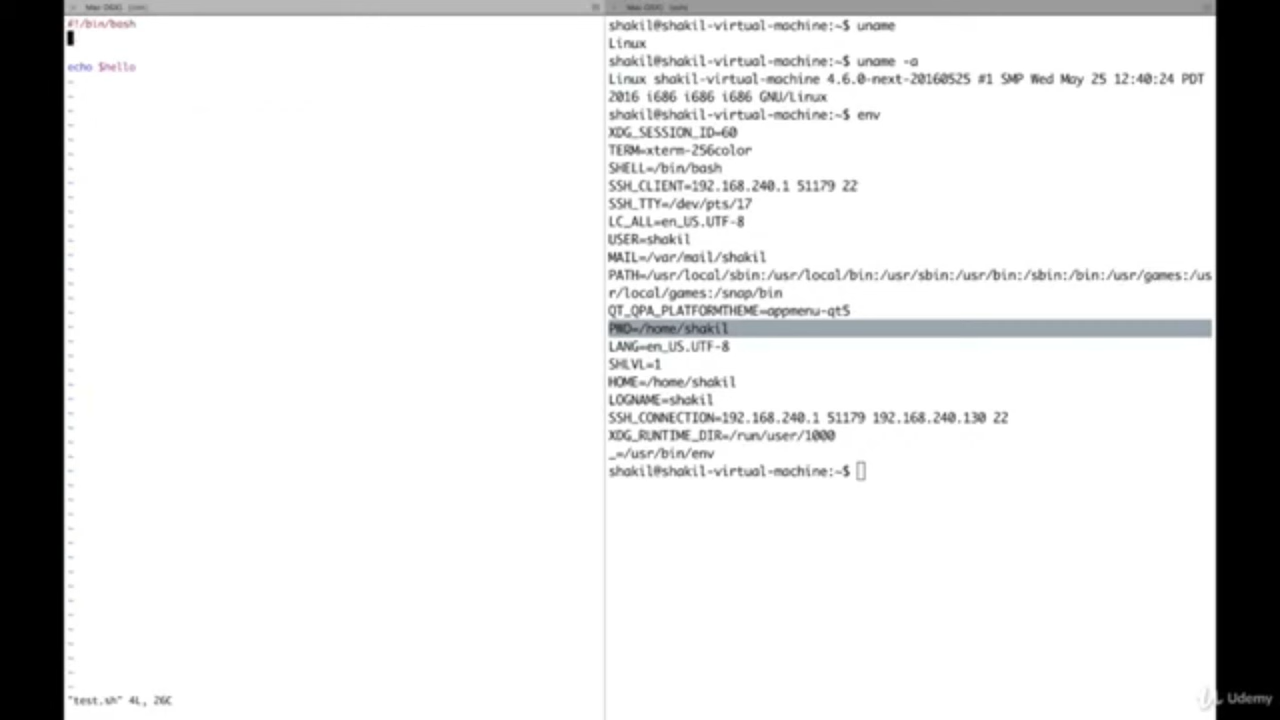 #!/bin/bash
echo $hello
"test.sh" 4L, 26C
shakil@shakil-virtual-machine:~$ uname
Linux
shakil@shakil-virtual-machine:~$ uname -a
Linux shakil-virtual-machine 4.6.0-next-20160525 #1 SMP Wed May 25 12:40:24 PDT
2016 i686 i686 i686 GNU/Linux
shakil@shakil-virtual-machine:~$ env
XDG_SESSION_ID=60
TERM=xterm-256color
SHELL=/bin/bash
SSH_CLIENT=192.168.240.1 51179 22
SSH_TTY=/dev/pts/17
LC_ALL=en_US.UTF-8
USER=shakil
MAIL=/var/mail/shakil
PATH=/usr/local/sbin:/usr/local/bin:/usr/sbin:/usr/bin:/sbin:/bin:/usr/games:/us
r/local/games:/snap/bin
QT_QPA_PLATFORMTHEME=appmenu-qt5
PWD=/home/shakil
LANG=en_US.UTF-8
SHLVL=1
HOME=/home/shakil
LOGNAME=shakil
SSH_CONNECTION=192.168.240.1 51179 192.168.240.130 22
XDG_RUNTIME_DIR=/run/user/1000
_=/usr/bin/env
shakil@shakil-virtual-machine:~$
Udemy